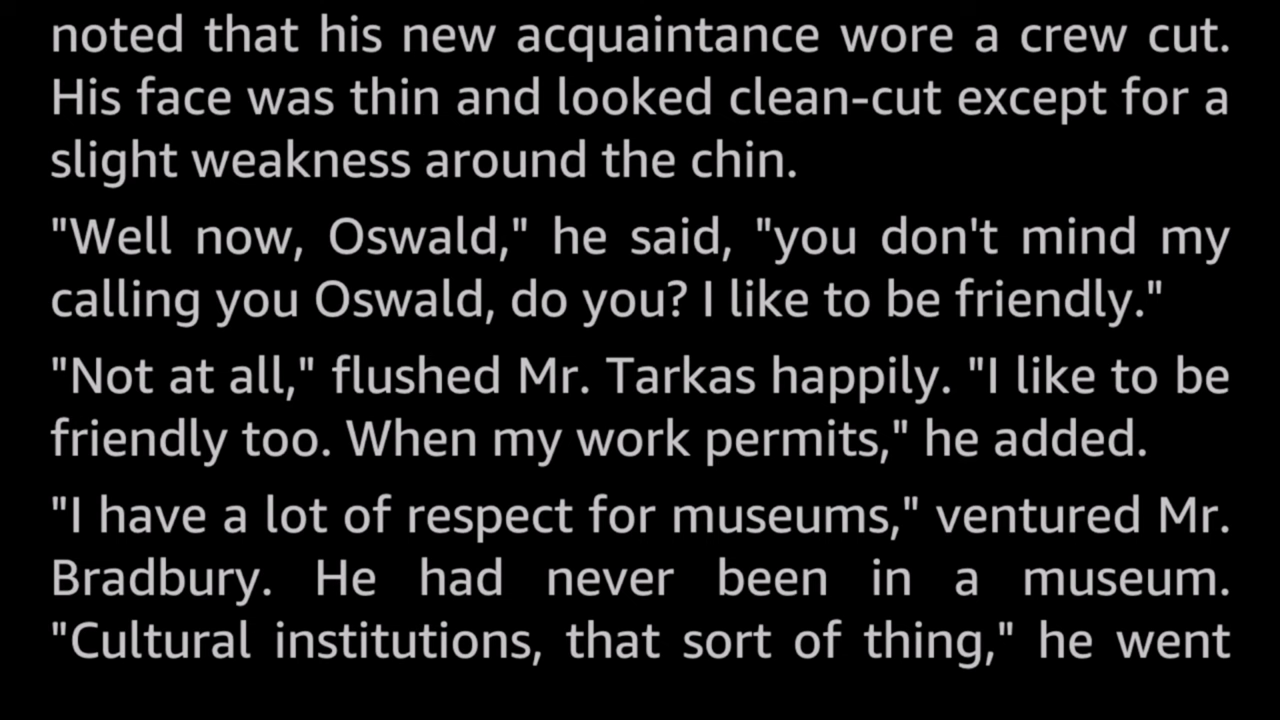 noted that his new acquaintance wore a crew cut.
His face was thin and looked clean-cut except for a
slight weakness around the chin.
"Well now, Oswald," he said, "you don't mind my
calling you Oswald, do you? I like to be friendly."
"Not at all," flushed Mr. Tarkas happily. "I like to be
friendly too. When my work permits," he added.
"I have a lot of respect for museums," ventured Mr.
Bradbury. He had never been in a museum.
"Cultural institutions, that sort of thing," he went